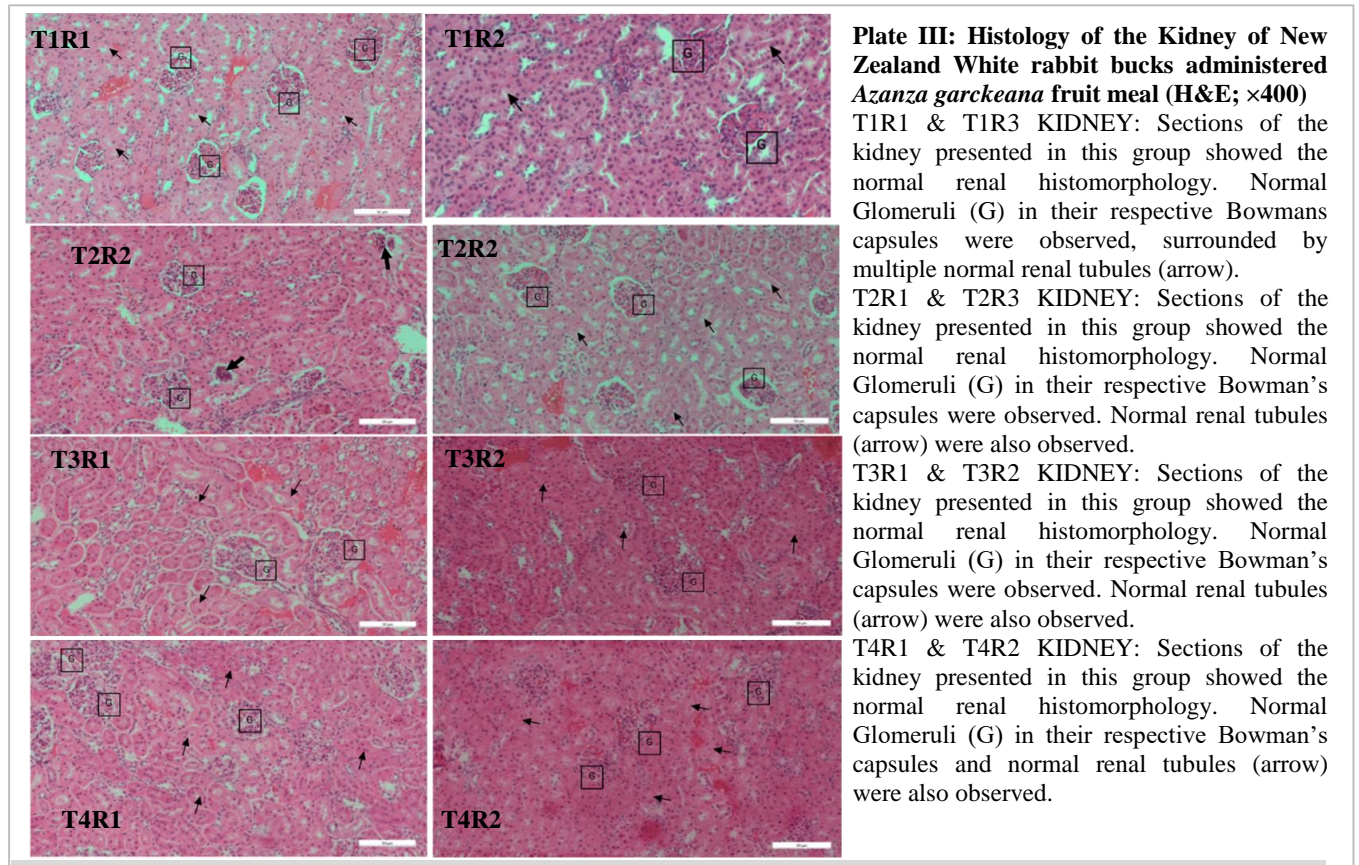 T1R1
G
G
G
G
T1R2
G
G
T2R2
G
G
T2R2
G
G
G
T3R1
G
G
T3R2
G
G
G
G
G
T4R1
G
G
G
T4R2
Plate III: Histology of the Kidney of New
Zealand White rabbit bucks administered
Azanza garckeana fruit meal (H&E; ×400)
T1R1 & T1R3 KIDNEY: Sections of the
kidney presented in this group showed the
normal renal histomorphology. Normal
Glomeruli (G) in their respective Bowmans
capsules were observed, surrounded by
multiple normal renal tubules (arrow).
T2R1 & T2R3 KIDNEY: Sections of the
kidney presented in this group showed the
normal renal histomorphology. Normal
Glomeruli (G) in their respective Bowman's
capsules were observed. Normal renal tubules
(arrow) were also observed.
T3R1 & T3R2 KIDNEY: Sections of the
kidney presented in this group showed the
normal renal histomorphology. Normal
Glomeruli (G) in their respective Bowman's
capsules were observed. Normal renal tubules
(arrow) were also observed.
T4R1 & T4R2 KIDNEY: Sections of the
kidney presented in this group showed the
normal renal histomorphology. Normal
Glomeruli (G) in their respective Bowman's
capsules and normal renal tubules (arrow)
were also observed.